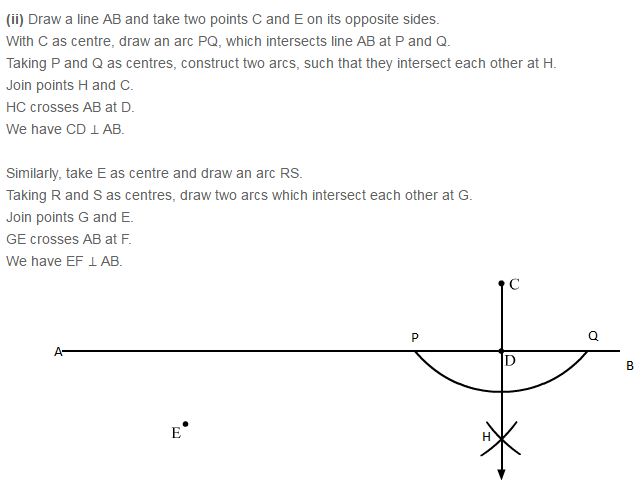 (ii) Draw a line AB and take two points C and E on its opposite sides.
With C as centre, draw an arc PQ, which intersects line AB at P and Q.
Taking P and Q as centres, construct two arcs, such that they intersect each other at H.
Join points H and C.
HC crosses AB at D.
We have CD ⊥ AB.
Similarly, take E as centre and draw an arc RS.
Taking R and S as centres, draw two arcs which intersect each other at G.
Join points G and E.
GE crosses AB at F.
We have EF ⊥ AB.
C
P
Q
A
D
B
E
H